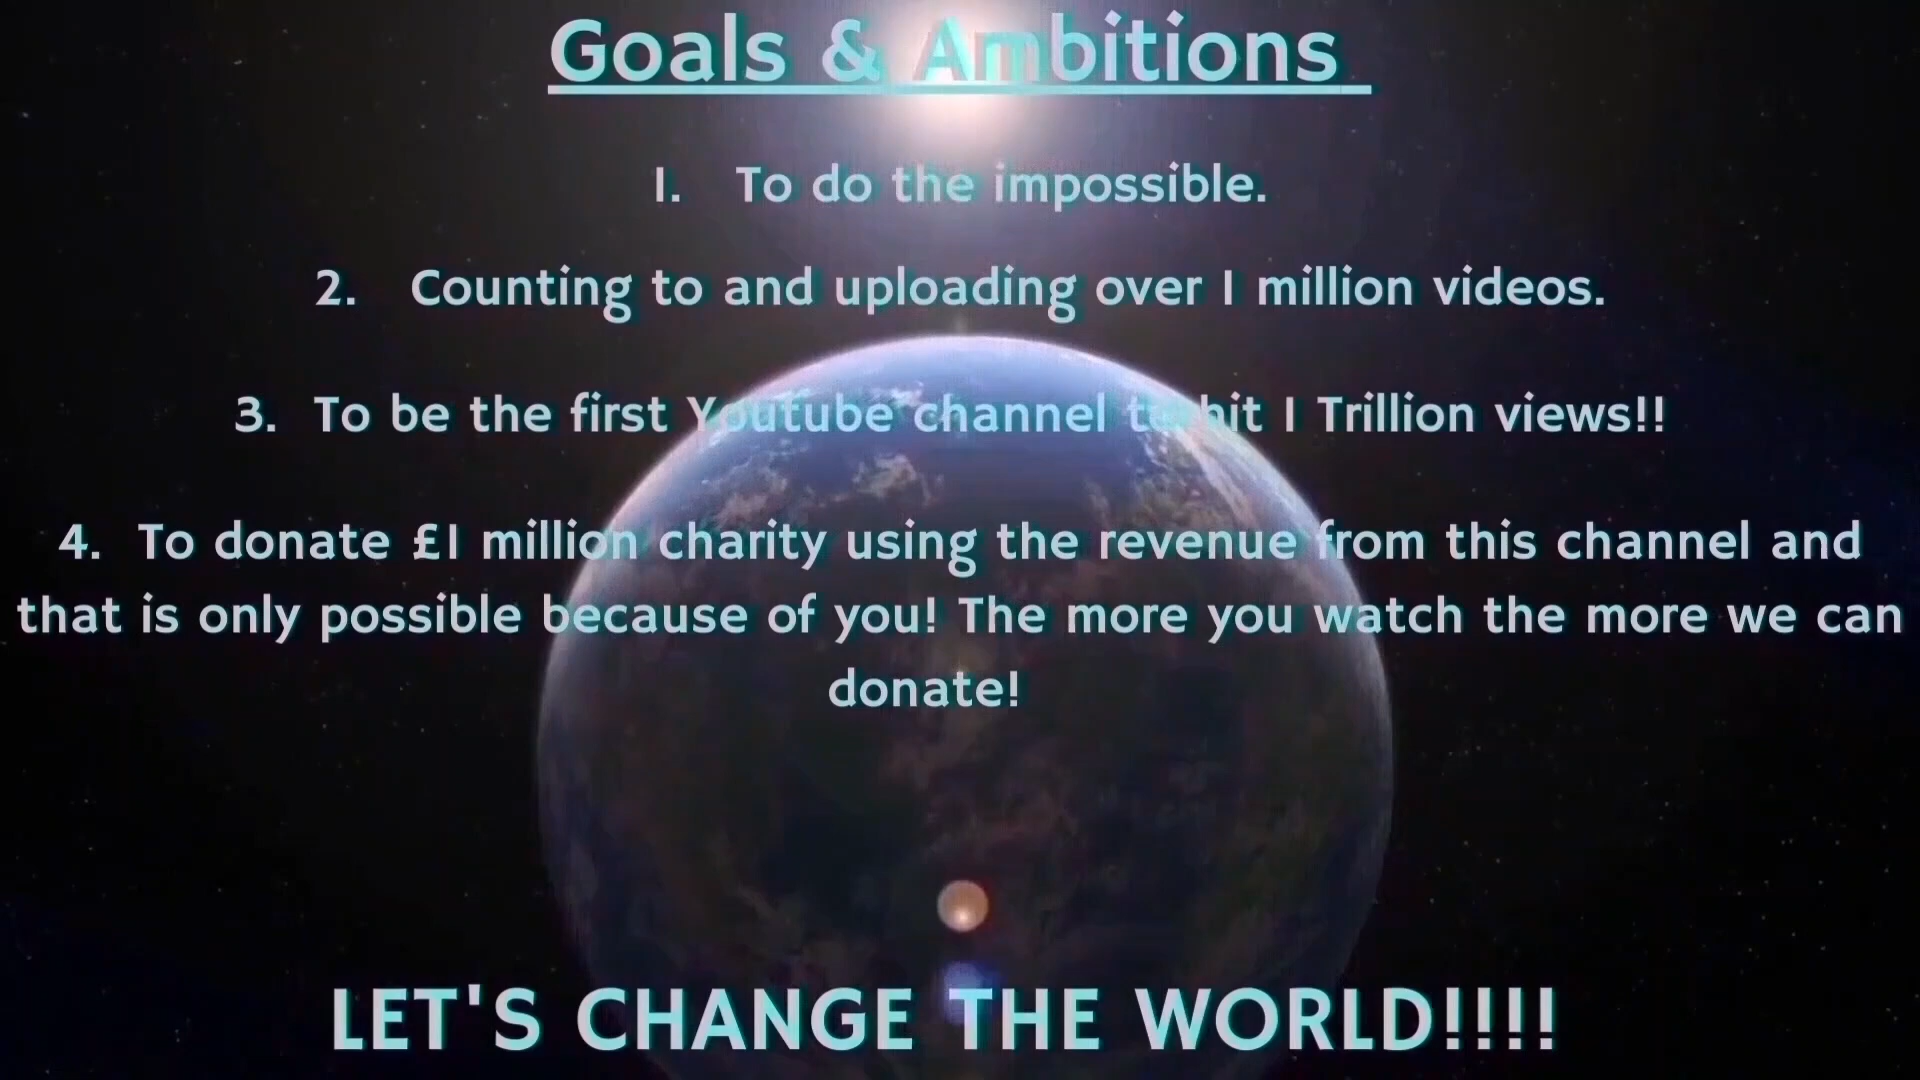 Goals & Ambitions
1. To do the impossible.
2. Counting to and uploading over 1 million videos.
3. To be the first Youtube channel to hit 1 Trillion views!!
4. To donate £1 million charity using the revenue from this channel and
that is only possible because of you! The more you watch the more we can
donate!
LET'S CHANGE THE WORLD!!!!